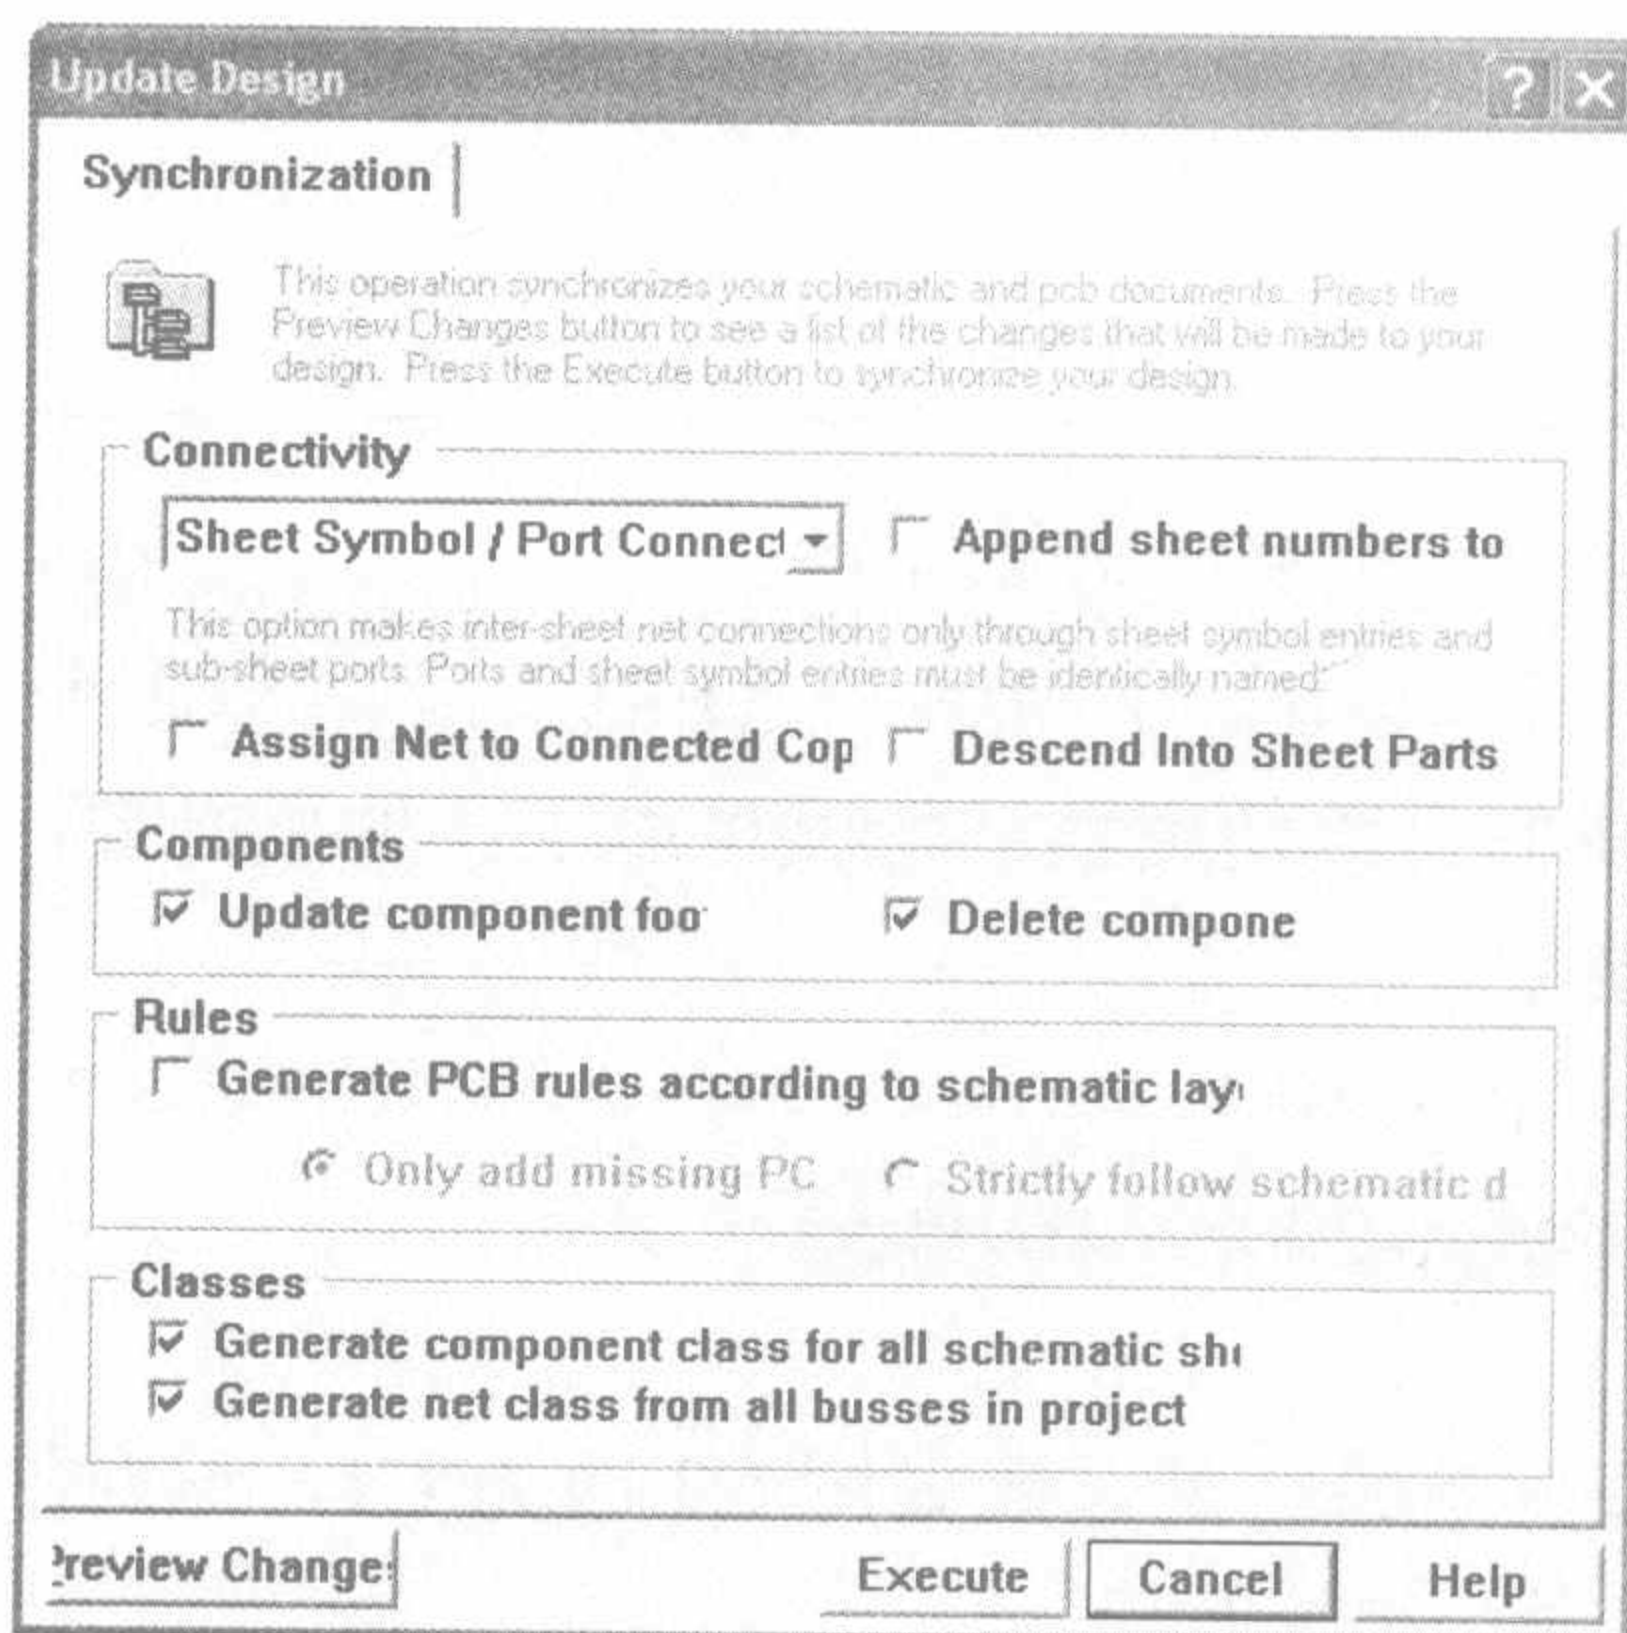 Update Design
Synchronization
This operation synchronizes your schematic and pcb documents. Press the
Preview Changes button to see a list of the changes that will be made to your
design. Press the Execute button to synchronize your design.
Connectivity
Sheet Symbol / Port Connect
Append sheet numbers to
This option makes inter-sheet net connections only through sheet symbol entries and
sub-sheet ports. Ports and sheet symbol entries must be identically named.
Assign Net to Connected Cop
Descend Into Sheet Parts
Components
Update component foo
Delete compone
Rules
Generate PCB rules according to schematic lay
Only add missing PC
Strictly follow schematic d
Classes
Generate component class for all schematic she
Generate net class from all busses in project
Preview Changes
Execute
Cancel
Help